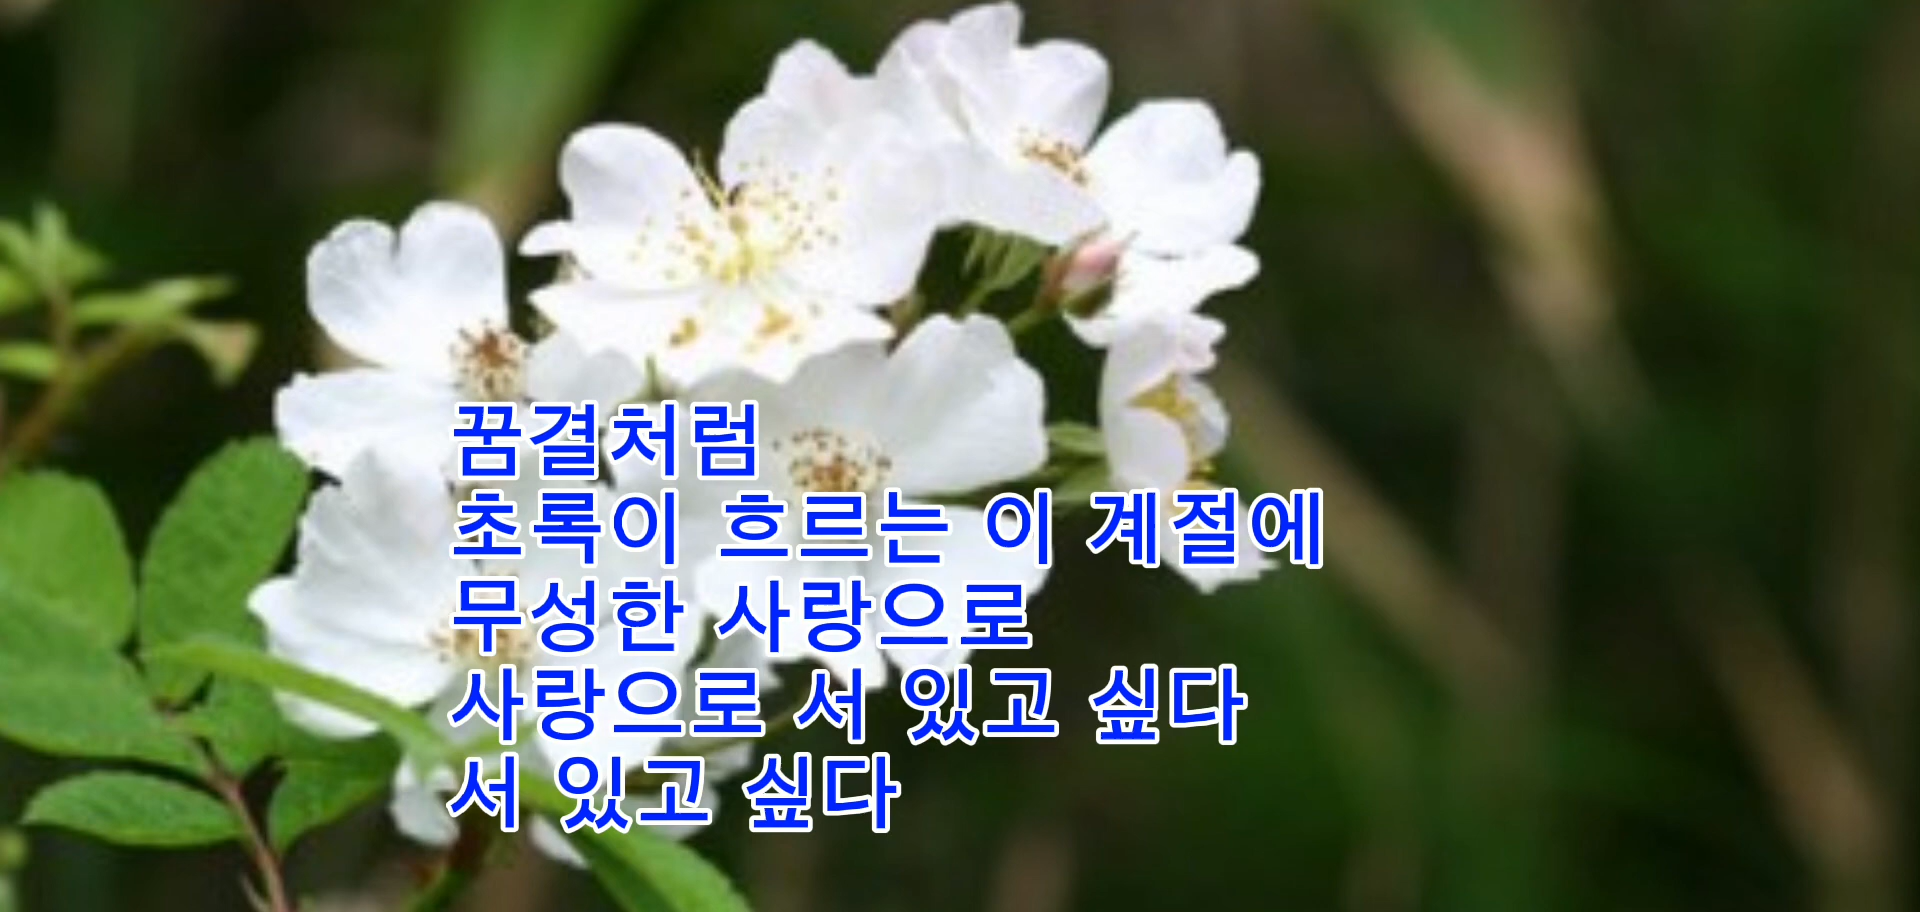 꿈결처럼
초록이 흐르는 이 계절에
무성한 사랑으로
사랑으로 서 있고 싶다
서 있고 싶다